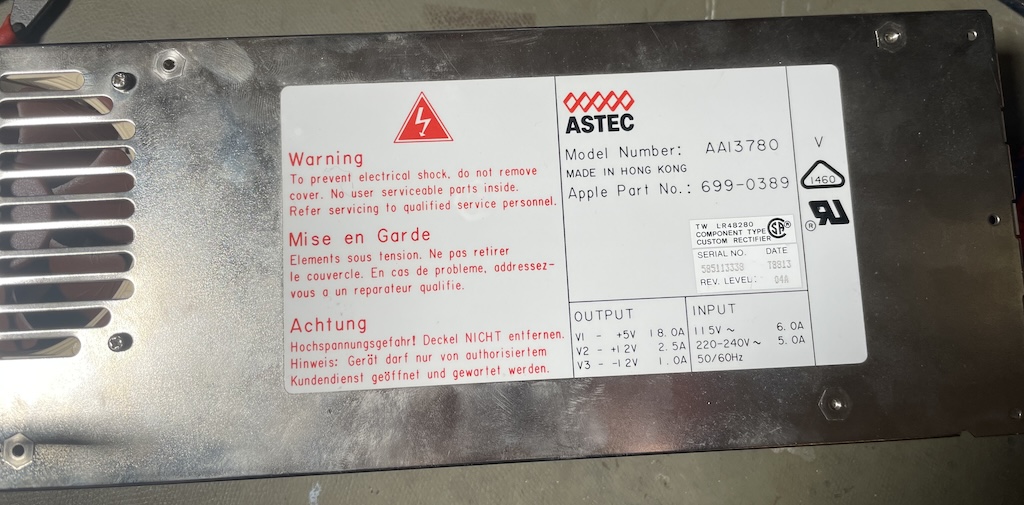 Warning
To prevent electrical shock, do not remove
cover. No user serviceable parts inside.
Refer servicing to qualified service personnel.
Mise en Garde
Elements sous tension. Ne pas retirer
le couvercle. En cas de probleme, addressez-
vous a un reparateur qualifie.
Achtung
Hochspannungsgefahr! Deckel NICHT entfernen.
Hinweis: Gerät darf nur von authorisiertem
Kundendienst geöffnet und gewartet werden.
ASTEC
Model Number: AA13780
MADE IN HONG KONG
Apple Part No.: 699-0389
TW LR48280
COMPONENT TYPE
CUSTOM RECTIFIER
SA®
SERIAL NO. DATE
REV. LEVEL: 04A
OUTPUT
V1 - +5V 18.0A
V2 - +12V 2.5A
V3 - -12V 1.0A
INPUT
115V ~ 6.0A
220-240V ~ 5.0A
50/60Hz
V
1460
RU
®